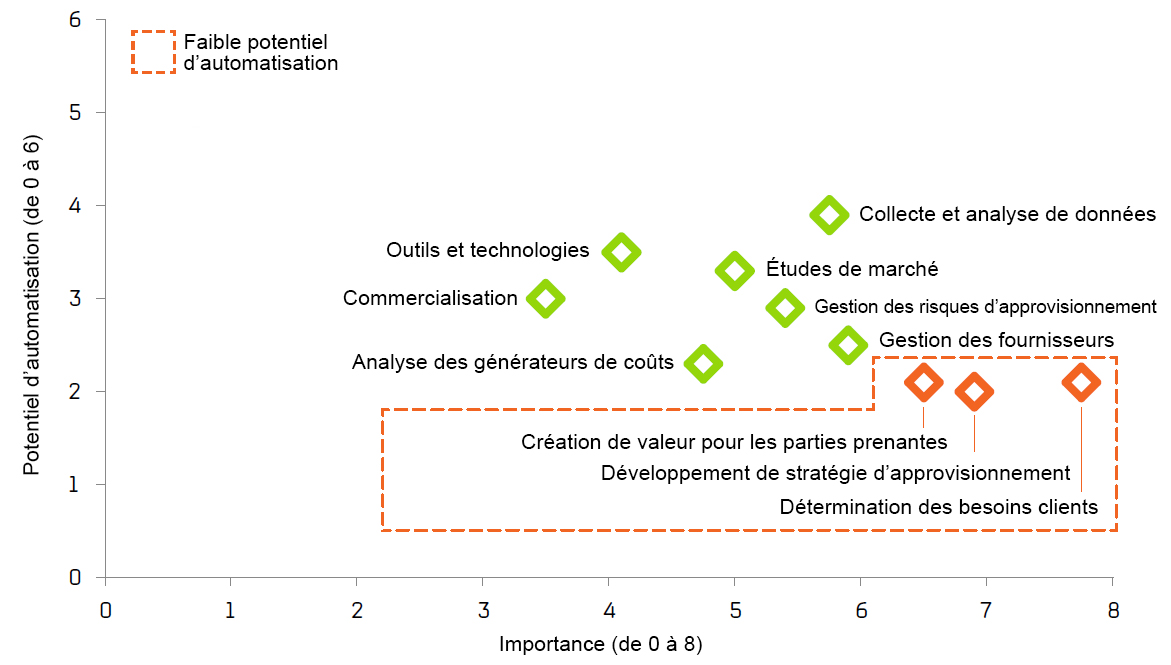 6
Faible potentiel
d’automatisation
5
4
3
2
1
0
Potentiel d’automatisation (de 0 à 6)
Collecte et analyse de données
Outils et technologies
Études de marché
Commercialisation
Gestion des risques d’approvisionnement
Gestion des fournisseurs
Analyse des générateurs de coûts
Création de valeur pour les parties prenantes
Développement de stratégie d’approvisionnement
Détermination des besoins clients
0 1 2 3 4 5 6 7 8
Importance (de 0 à 8)